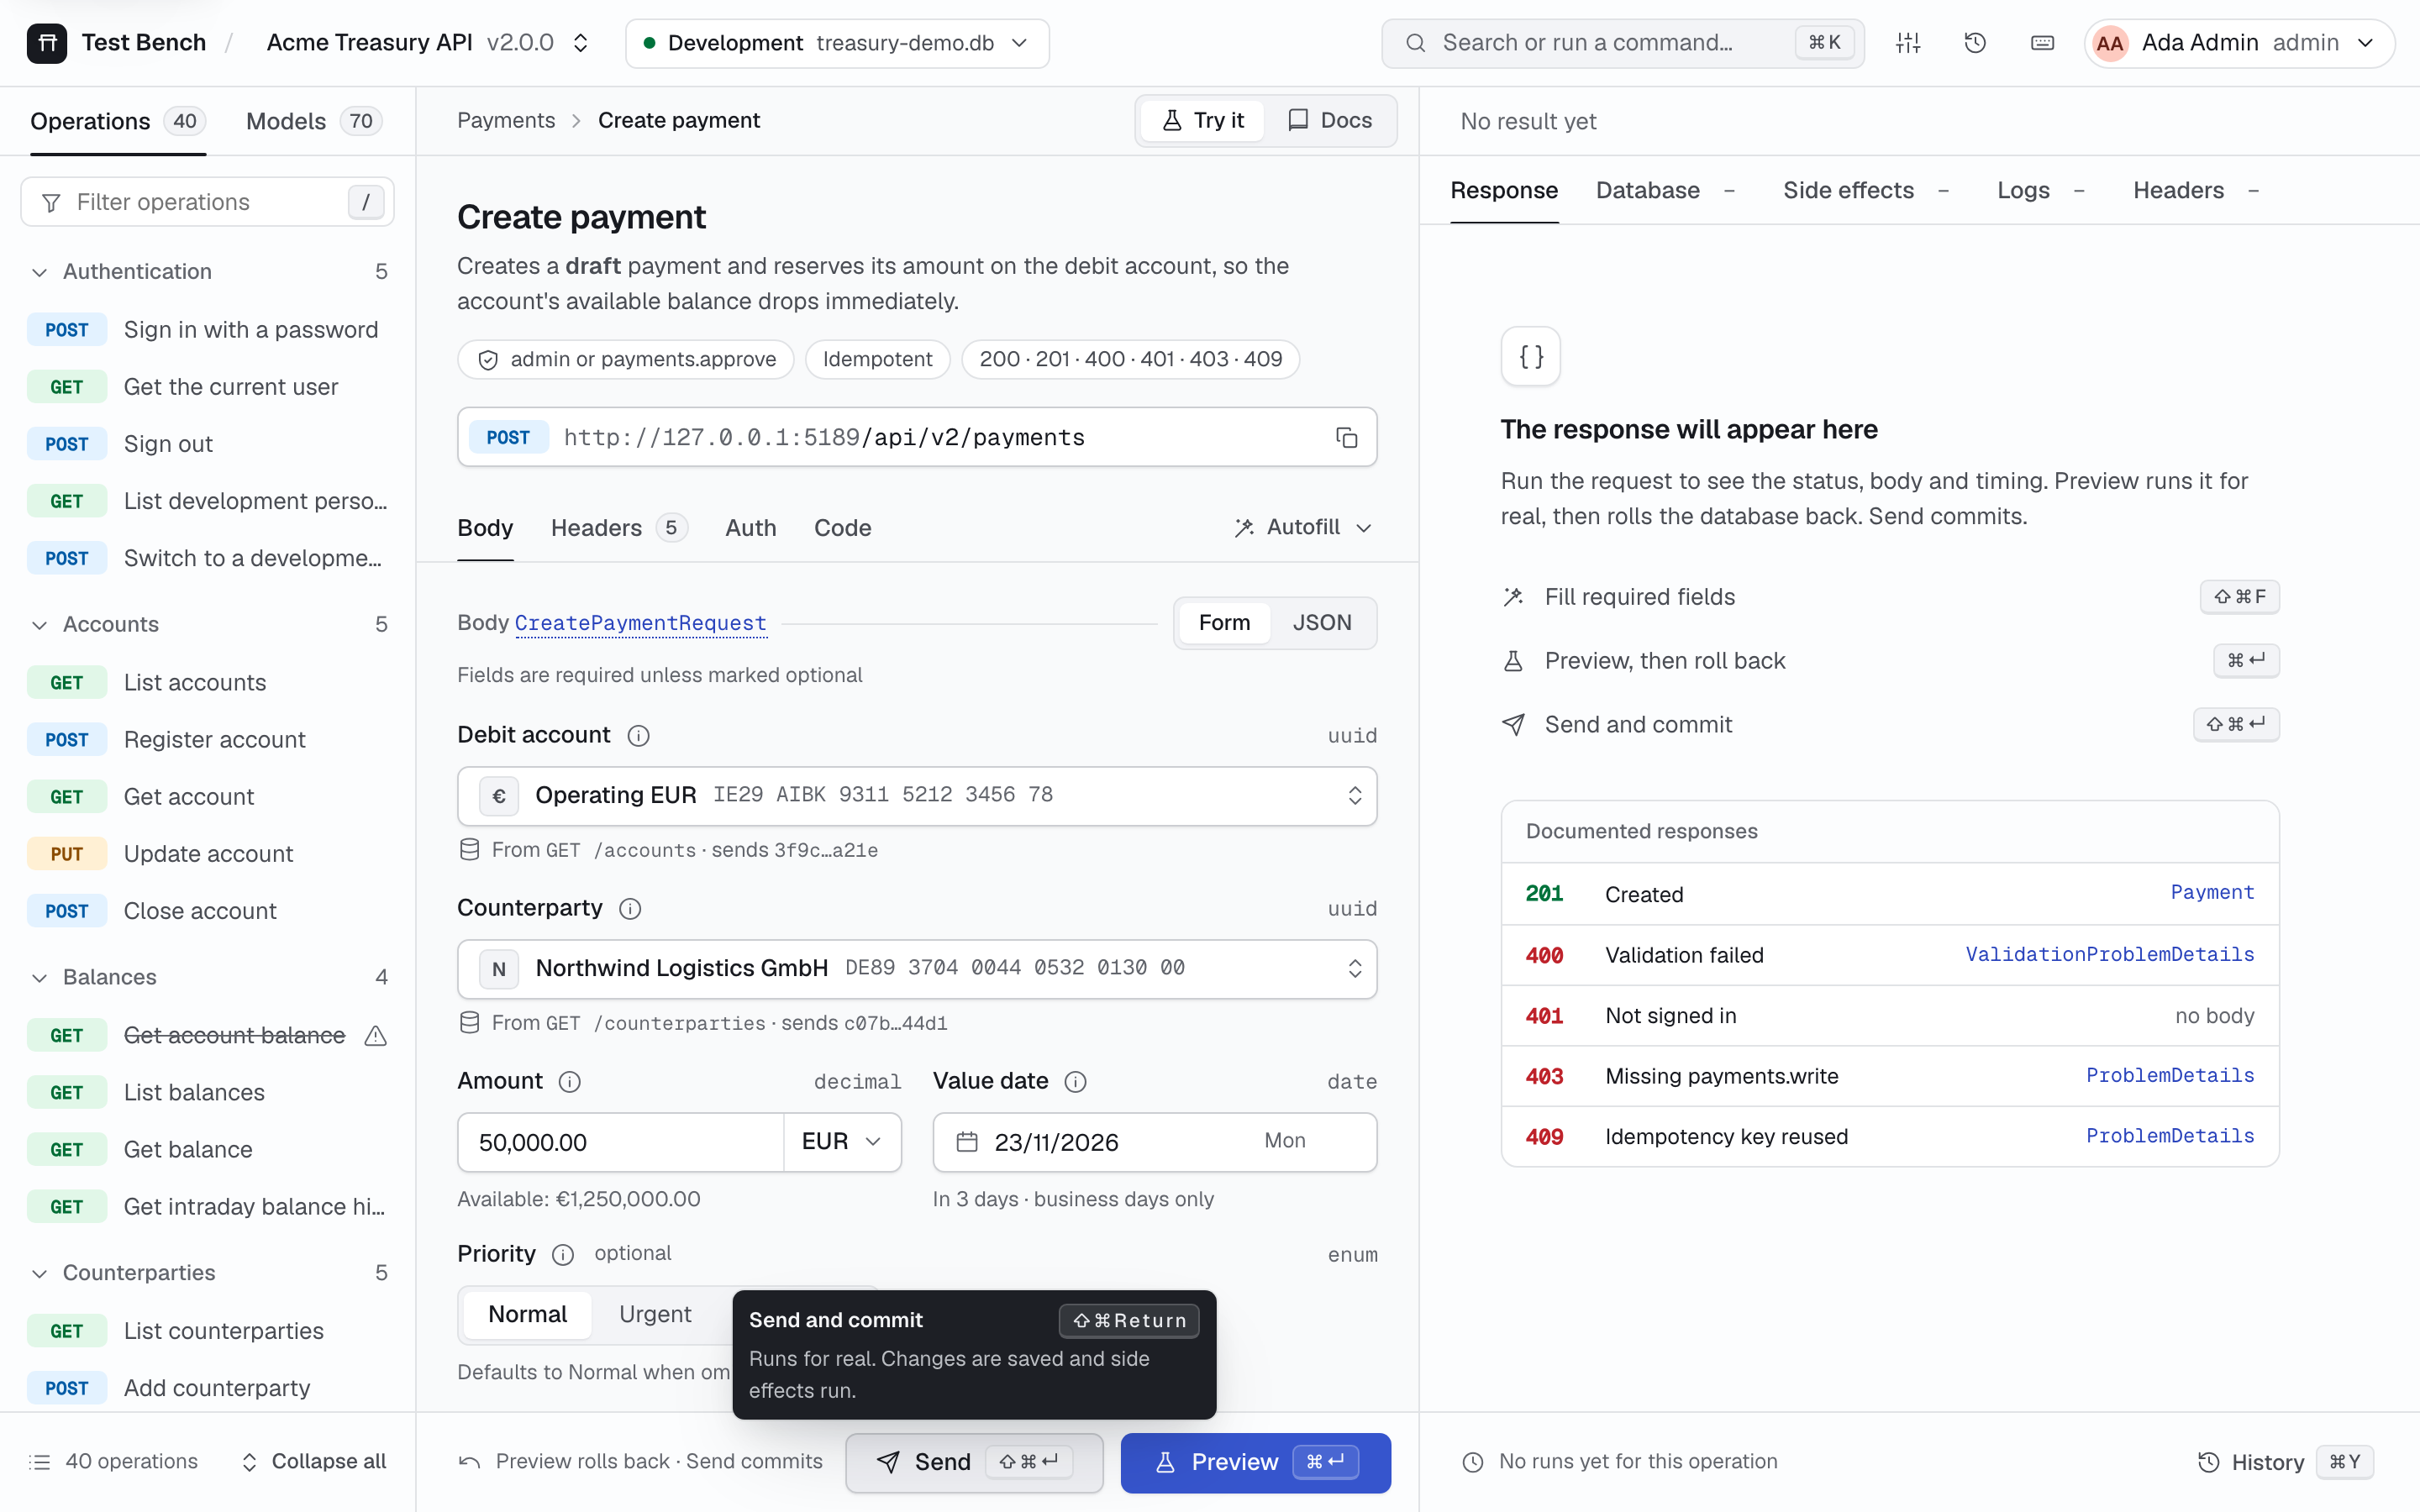 Test Bench / Acme Treasury API v2.0.0
Development treasury-demo.db
Search or run a command... ⌘K
AA Ada Admin admin
Operations 40 Models 70
Filter operations /
Authentication 5
POST Sign in with a password
GET Get the current user
POST Sign out
GET List development perso...
POST Switch to a developme...
Accounts 5
GET List accounts
POST Register account
GET Get account
PUT Update account
POST Close account
Balances 4
GET Get account balance
GET List balances
GET Get balance
GET Get intraday balance hi...
Counterparties 5
GET List counterparties
POST Add counterparty
40 operations Collapse all
Payments > Create payment
Try it Docs
Create payment
Creates a draft payment and reserves its amount on the debit account, so the
account's available balance drops immediately.
admin or payments.approve Idempotent 200 · 201 · 400 · 401 · 403 · 409
POST http://127.0.0.1:5189/api/v2/payments
Body Headers 5 Auth Code Autofill
Body CreatePaymentRequest Form JSON
Fields are required unless marked optional
Debit account uuid
€ Operating EUR IE29 AIBK 9311 5212 3456 78
From GET /accounts · sends 3f9c…a21e
Counterparty uuid
N Northwind Logistics GmbH DE89 3704 0044 0532 0130 00
From GET /counterparties · sends c07b…44d1
Amount decimal Value date date
50,000.00 EUR 23/11/2026 Mon
Available: €1,250,000.00 In 3 days · business days only
Priority optional enum
Normal Urgent
Defaults to Normal when om
Send and commit ⇧⌘Return
Runs for real. Changes are saved and side
effects run.
Preview rolls back · Send commits Send ⇧⌘↵ Preview ⌘↵
No result yet
Response Database – Side effects – Logs – Headers –
{}
The response will appear here
Run the request to see the status, body and timing. Preview runs it for
real, then rolls the database back. Send commits.
Fill required fields ⇧⌘F
Preview, then roll back ⌘↵
Send and commit ⇧⌘↵
Documented responses
201 Created Payment
400 Validation failed ValidationProblemDetails
401 Not signed in no body
403 Missing payments.write ProblemDetails
409 Idempotency key reused ProblemDetails
No runs yet for this operation History ⌘Y